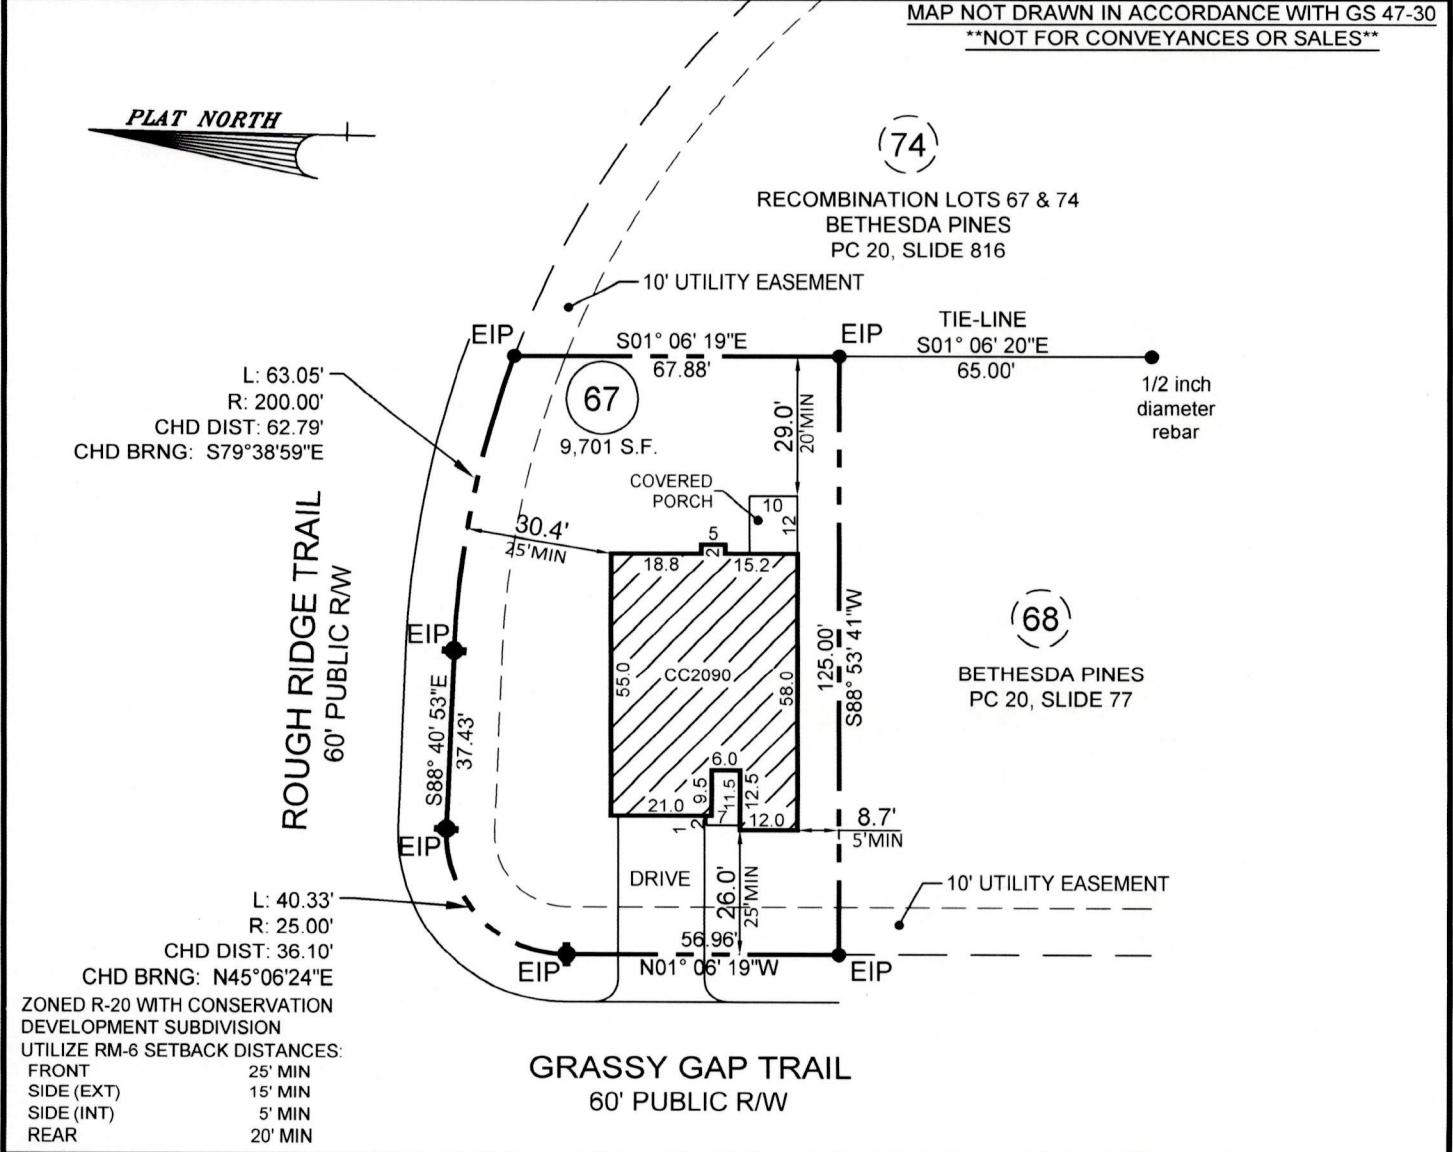 MAP NOT DRAWN IN ACCORDANCE WITH GS 47-30
**NOT FOR CONVEYANCES OR SALES**
PLAT NORTH
74
RECOMBINATION LOTS 67 & 74
BETHESDA PINES
PC 20, SLIDE 816
10' UTILITY EASEMENT
EIP
S01° 06' 19"E
67.88'
EIP
TIE-LINE
S01° 06' 20"E
65.00'
1/2 inch
diameter
rebar
L: 63.05'
R: 200.00'
CHD DIST: 62.79'
CHD BRNG: S79°38'59"E
67
9,701 S.F.
29.0'
20'MIN
COVERED
PORCH
10
12
30.4'
25'MIN
5
2
18.8
15.2
ROUGH RIDGE TRAIL
60' PUBLIC R/W
EIP
S88° 40' 53"E
37.43'
EIP
55.0
CC2090
58.0
125.00'
S88° 53' 41"W
68
BETHESDA PINES
PC 20, SLIDE 77
6.0
9.5
11.5
12.5
21.0
1
2
7
12.0
8.7'
5'MIN
DRIVE
26.0'
25'MIN
10' UTILITY EASEMENT
L: 40.33'
R: 25.00'
CHD DIST: 36.10'
CHD BRNG: N45°06'24"E
EIP
56.96'
N01° 06' 19"W
EIP
ZONED R-20 WITH CONSERVATION
DEVELOPMENT SUBDIVISION
UTILIZE RM-6 SETBACK DISTANCES:
FRONT 25' MIN
SIDE (EXT) 15' MIN
SIDE (INT) 5' MIN
REAR 20' MIN
GRASSY GAP TRAIL
60' PUBLIC R/W